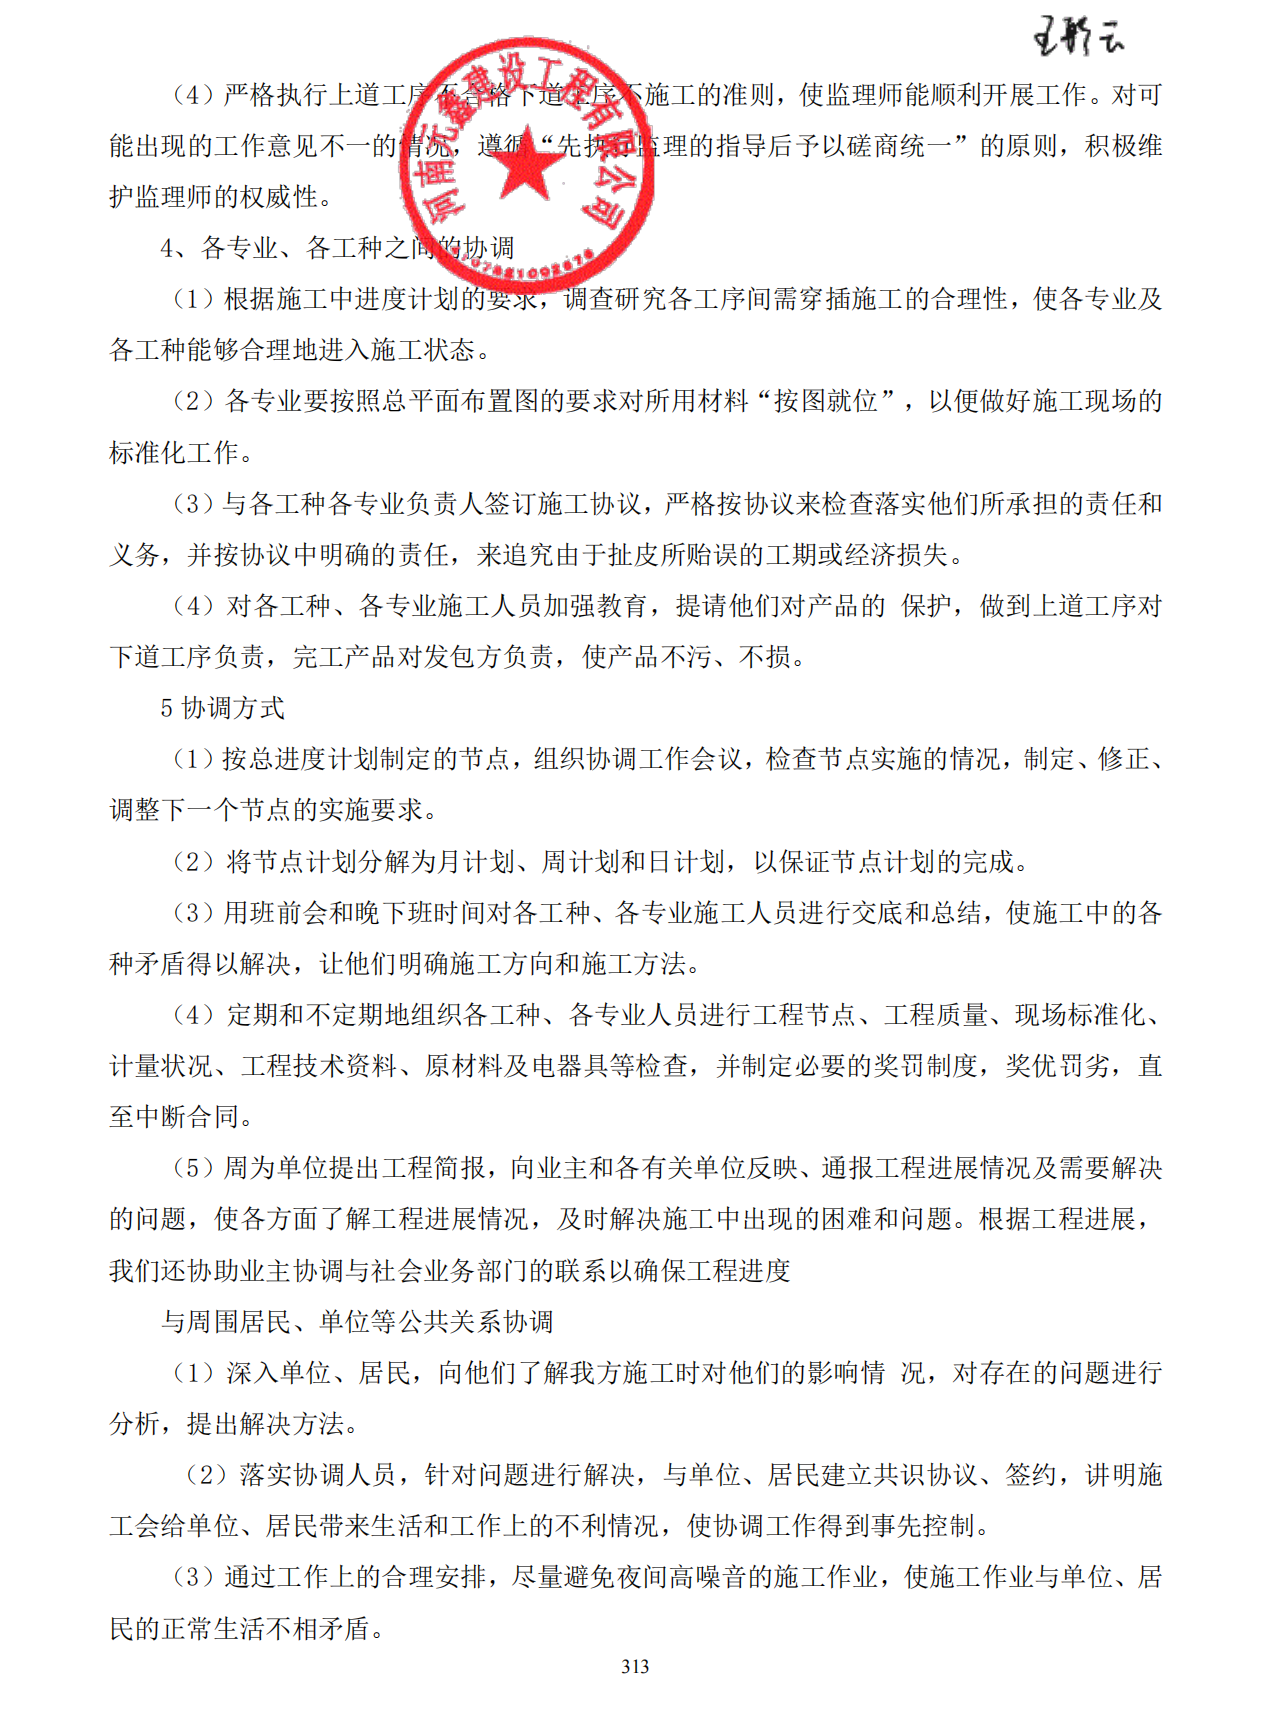 （4）严格执行上道工序不合格下道工序不施工的准则，使监理师能顺利开展工作。对可
能出现的工作意见不一的情况，遵循“先执行监理的指导后予以磋商统一”的原则，积极维
护监理师的权威性。
河南元鑫建设工程有限公司
4、各专业、各工种之间的协调
（1）根据施工中进度计划的要求，调查研究各工序间需穿插施工的合理性，使各专业及
各工种能够合理地进入施工状态。
（2）各专业要按照总平面布置图的要求对所用材料“按图就位”，以便做好施工现场的
标准化工作。
（3）与各工种各专业负责人签订施工协议，严格按协议来检查落实他们所承担的责任和
义务，并按协议中明确的责任，来追究由于扯皮所贻误的工期或经济损失。
（4）对各工种、各专业施工人员加强教育，提请他们对产品的 保护，做到上道工序对
下道工序负责，完工产品对发包方负责，使产品不污、不损。
5 协调方式
（1）按总进度计划制定的节点，组织协调工作会议，检查节点实施的情况，制定、修正、
调整下一个节点的实施要求。
（2）将节点计划分解为月计划、周计划和日计划，以保证节点计划的完成。
（3）用班前会和晚下班时间对各工种、各专业施工人员进行交底和总结，使施工中的各
种矛盾得以解决，让他们明确施工方向和施工方法。
（4）定期和不定期地组织各工种、各专业人员进行工程节点、工程质量、现场标准化、
计量状况、工程技术资料、原材料及电器具等检查，并制定必要的奖罚制度，奖优罚劣，直
至中断合同。
（5）周为单位提出工程简报，向业主和各有关单位反映、通报工程进展情况及需要解决
的问题，使各方面了解工程进展情况，及时解决施工中出现的困难和问题。根据工程进展，
我们还协助业主协调与社会业务部门的联系以确保工程进度
与周围居民、单位等公共关系协调
（1）深入单位、居民，向他们了解我方施工时对他们的影响情 况，对存在的问题进行
分析，提出解决方法。
（2）落实协调人员，针对问题进行解决，与单位、居民建立共识协议、签约，讲明施
工会给单位、居民带来生活和工作上的不利情况，使协调工作得到事先控制。
（3）通过工作上的合理安排，尽量避免夜间高噪音的施工作业，使施工作业与单位、居
民的正常生活不相矛盾。
313